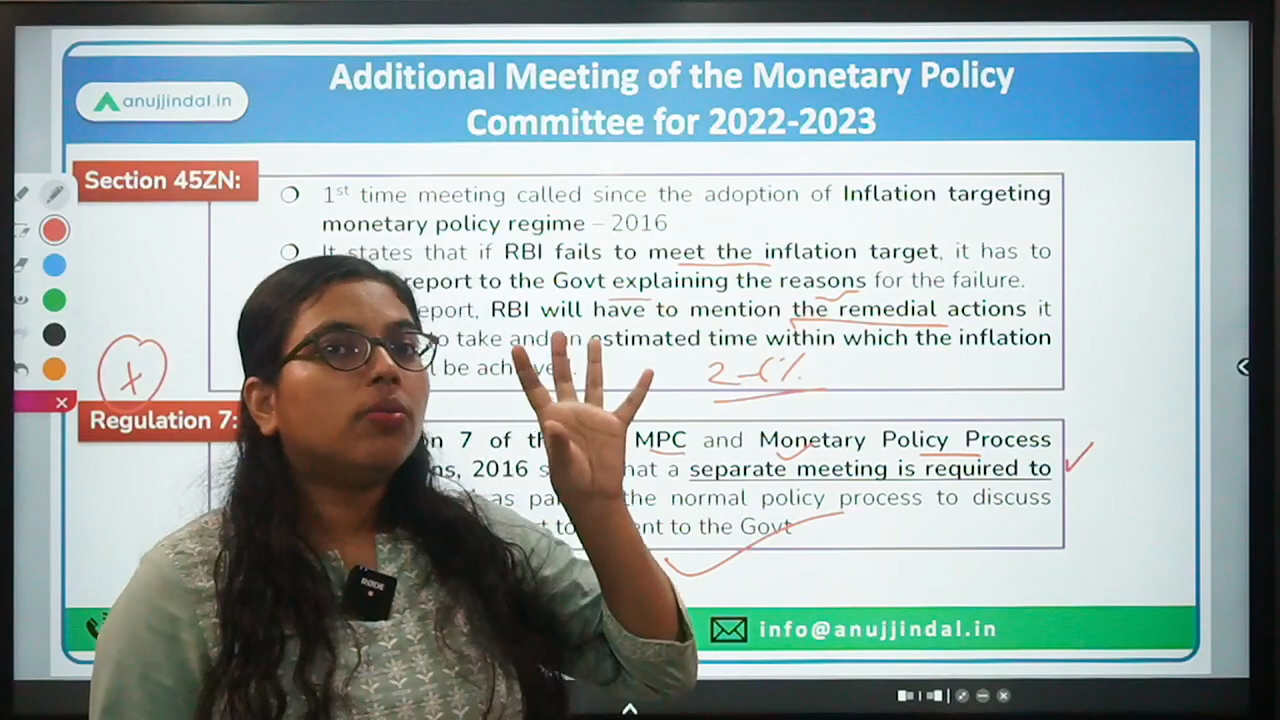 Additional Meeting of the Monetary Policy
Committee for 2022-2023
anujjindal.in
Section 45ZN:
1st time meeting called since the adoption of Inflation targeting
monetary policy regime – 2016
It states that if RBI fails to meet the inflation target, it has to
report to the Govt explaining the reasons for the failure.
RBI will have to mention the remedial actions it
take and an estimated time within which the inflation
be
2-6%
Regulation 7:
7 of MPC and Monetary Policy Process
2016 a separate meeting is required to
as the normal policy process to discuss
to the Govt
info@anujjindal.in
RØDE